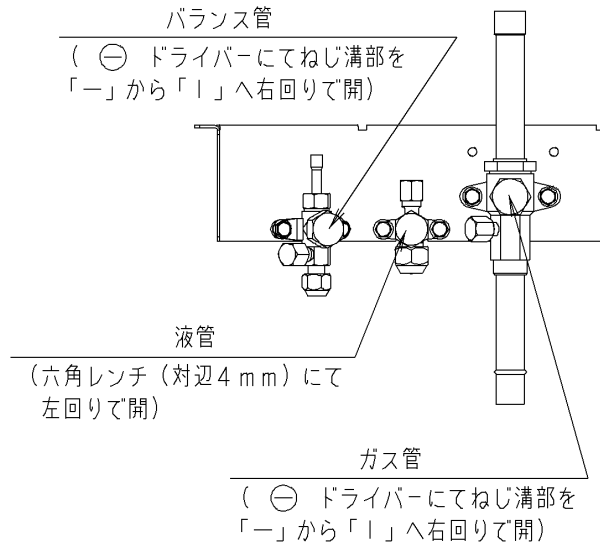 バランス管
( ⊖ ドライバーにてねじ溝部を
「一」から「|」へ右回りで開)
液管
(六角レンチ(対辺4mm)にて
左回りで開)
ガス管
( ⊖ ドライバーにてねじ溝部を
「一」から「|」へ右回りで開)